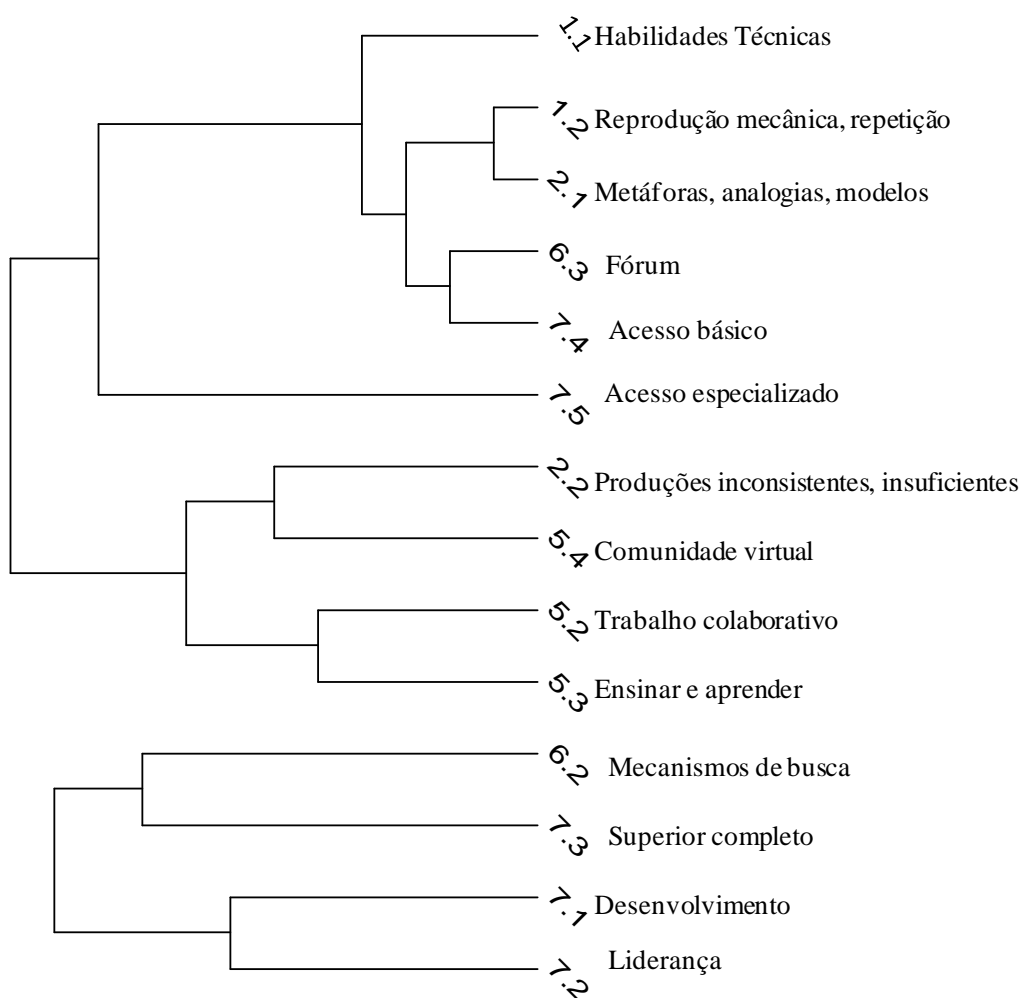 1.1 Habilidades Técnicas
1.2 Reprodução mecânica, repetição
2.1 Metáforas, analogias, modelos
6.3 Fórum
7.4 Acesso básico
7.5 Acesso especializado
2.2 Produções inconsistentes, insuficientes
5.4 Comunidade virtual
5.2 Trabalho colaborativo
5.3 Ensinar e aprender
6.2 Mecanismos de busca
7.3 Superior completo
7.1 Desenvolvimento
7.2 Liderança